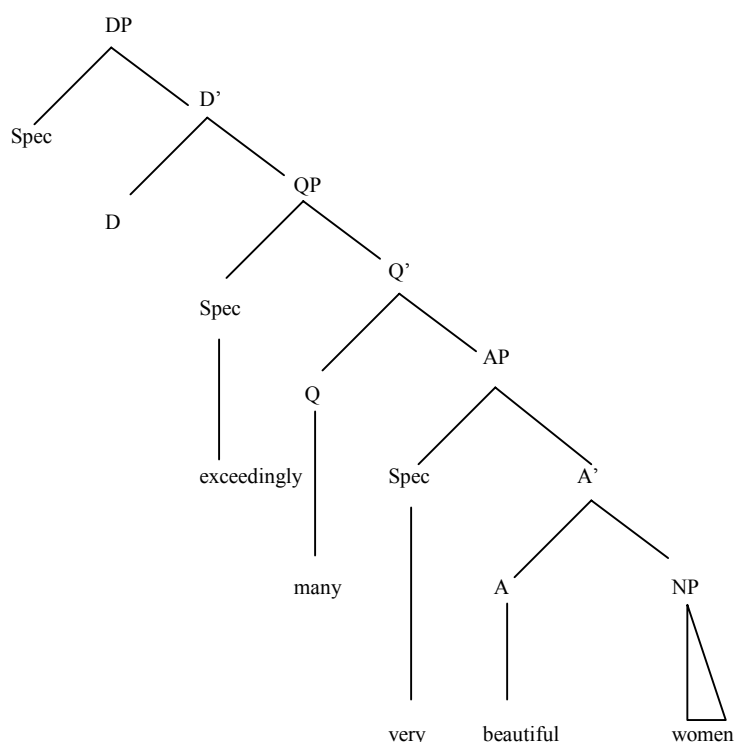 DP
D’
Spec
QP
D
Q’
Spec
AP
Q
exceedingly
Spec
A’
many
A
NP
very
beautiful
women